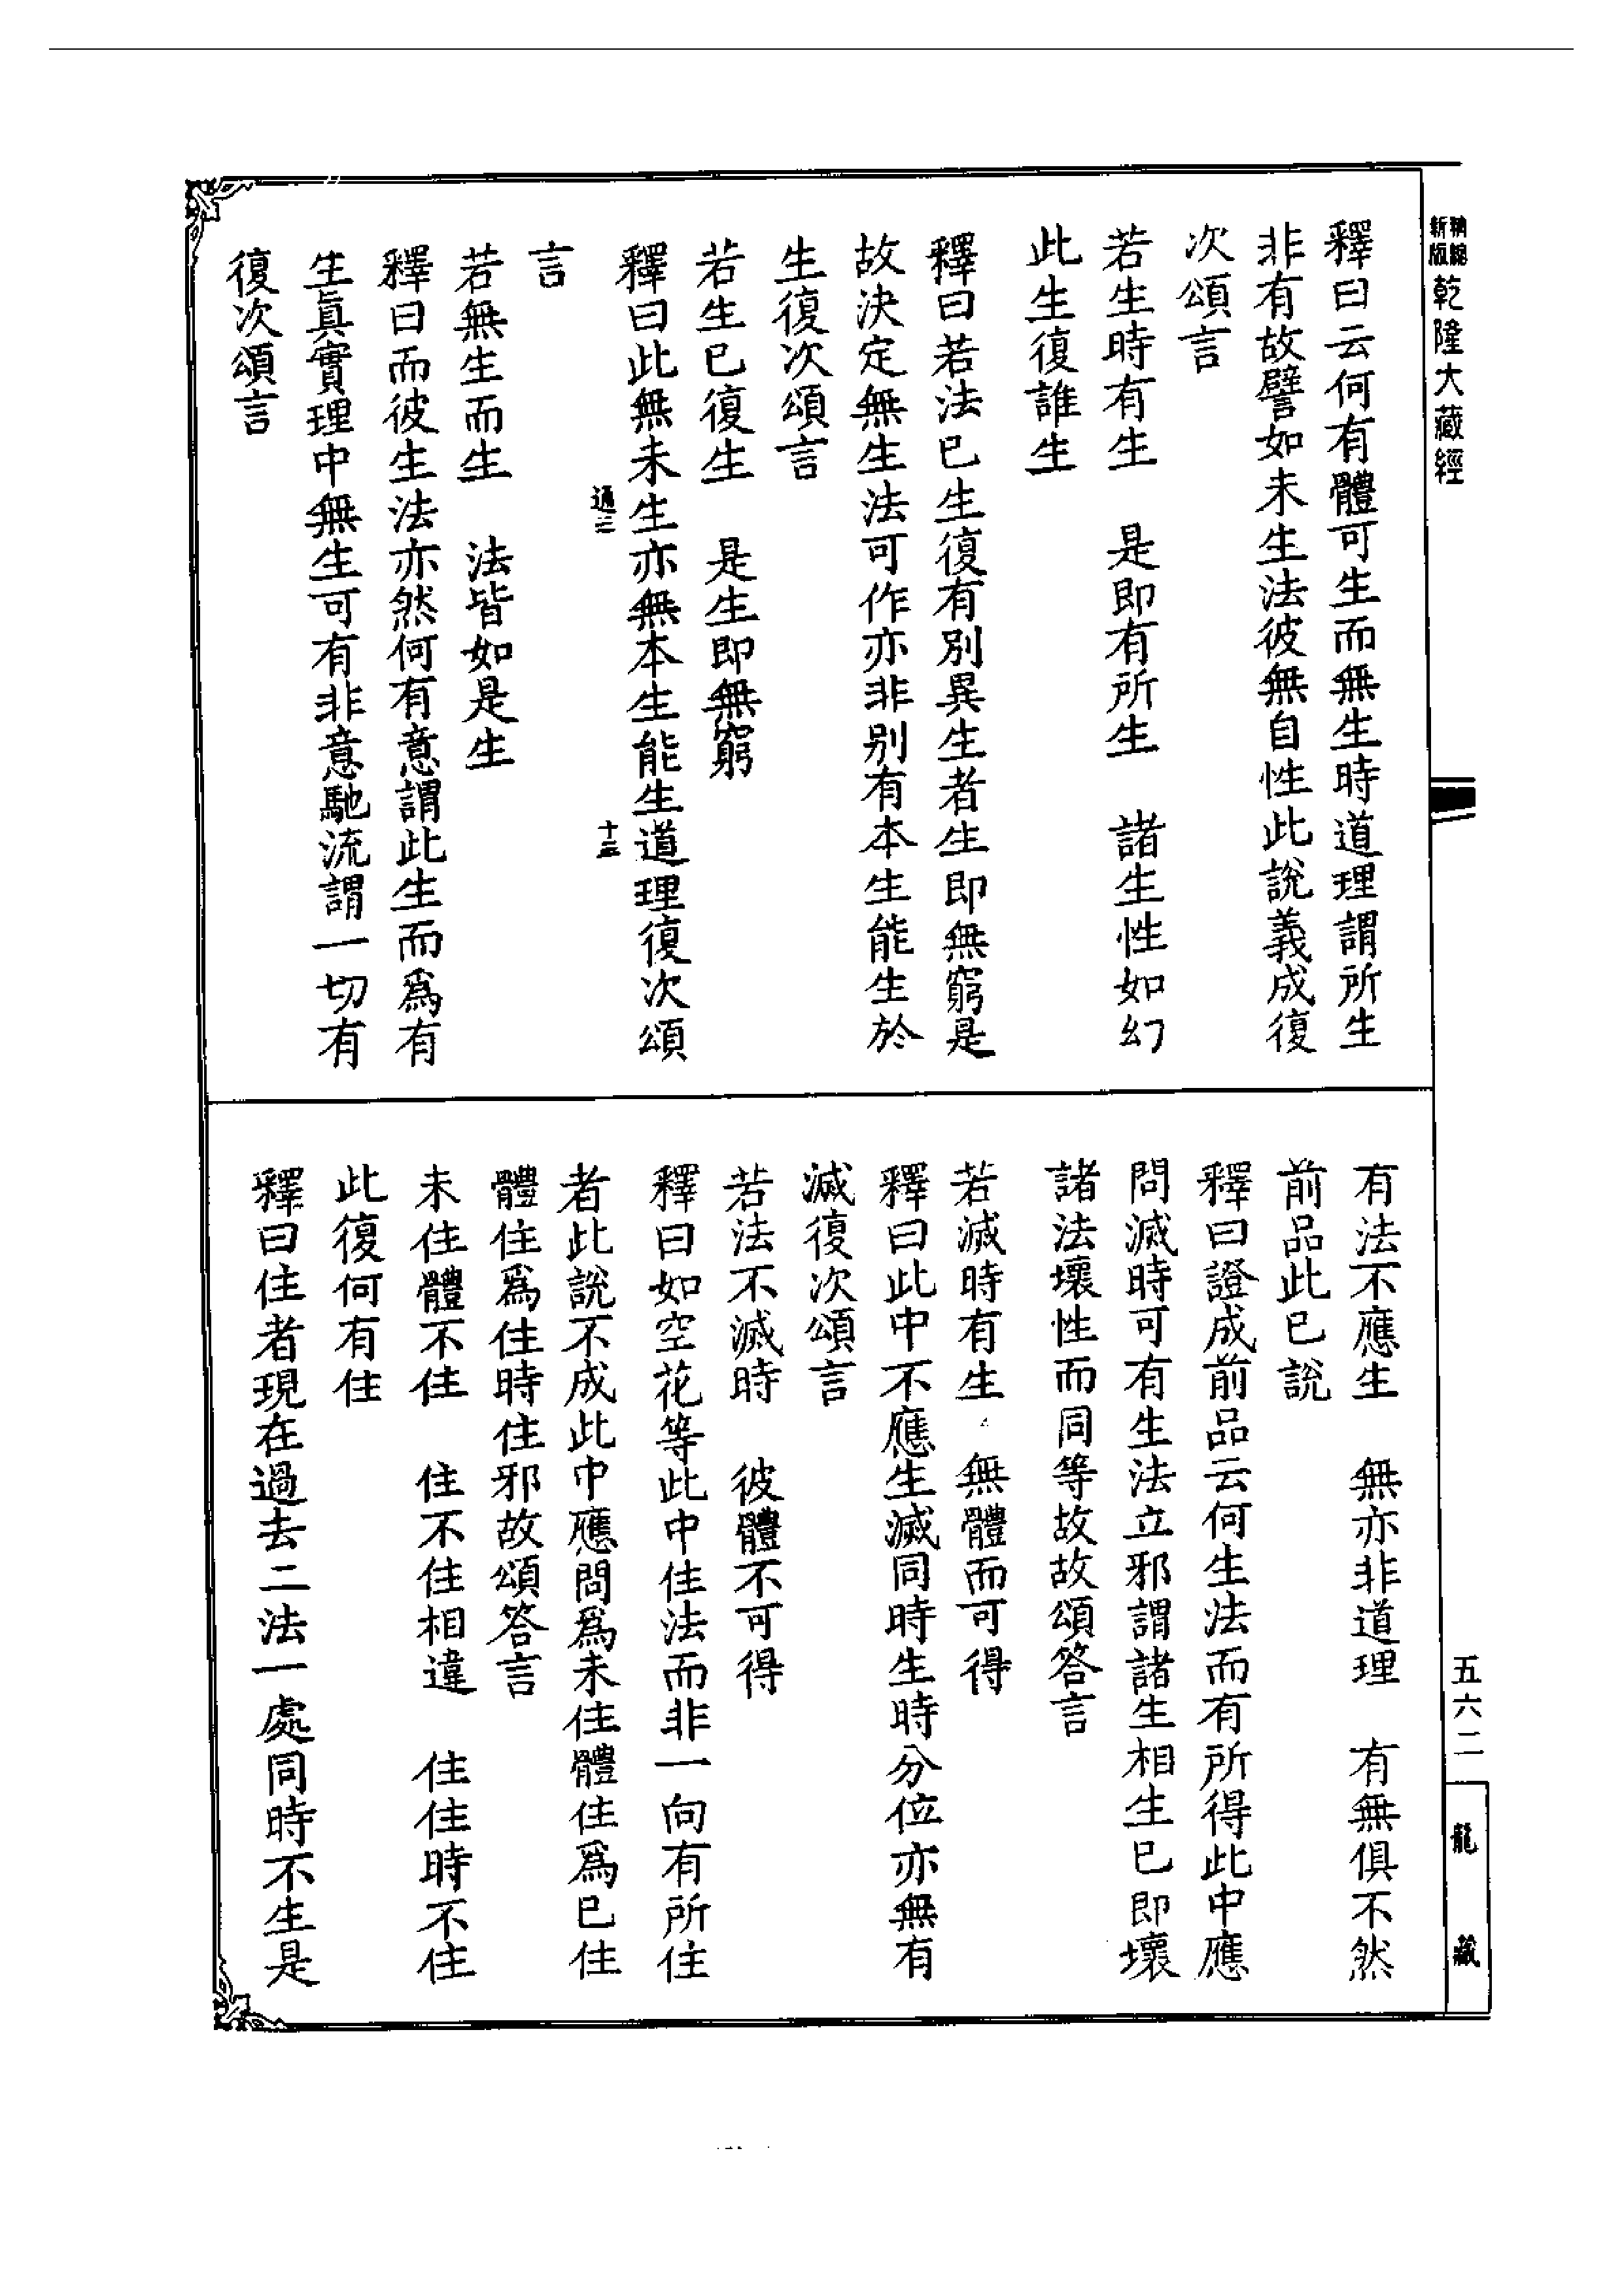 新版
精縮
乾隆大藏經
釋曰云何有體可生而無生時道理謂所生
非有故譬如未生法彼無自性此說義成復
次頌言
若生時有生　是即有所生　諸生性如幻
此生復誰生
釋曰若法已生復有別異生者生即無窮是
故決定無生法可作亦非別有本生能生於
生復次頌言
若生已復生　是生即無窮
釋曰此無未生亦無本生能生道理復次頌
通三　十三
言
若無生而生　法皆如是生
釋曰而彼生法亦然何有意謂此生而為有
生真實理中無生可有非意馳流謂一切有
復次頌言
有法不應生　無亦非道理　有無俱不然
前品此已說
釋曰證成前品云何生法而有所得此中應
問滅時可有生法立邪謂諸生相生已即壞
諸法壞性而同等故故頌答言
若滅時有生　無體而可得
釋曰此中不應生滅同時生時分位亦無有
滅復次頌言
若法不滅時　彼體不可得
釋曰如空花等此中住法而非一向有所住
者此說不成此中應問為未住體住為已住
體住為住時住邪故頌答言
未住體不住　住不住相違　住住時不住
此復何有住
釋曰住者現在過去二法一處同時不生是
五六二
龍藏